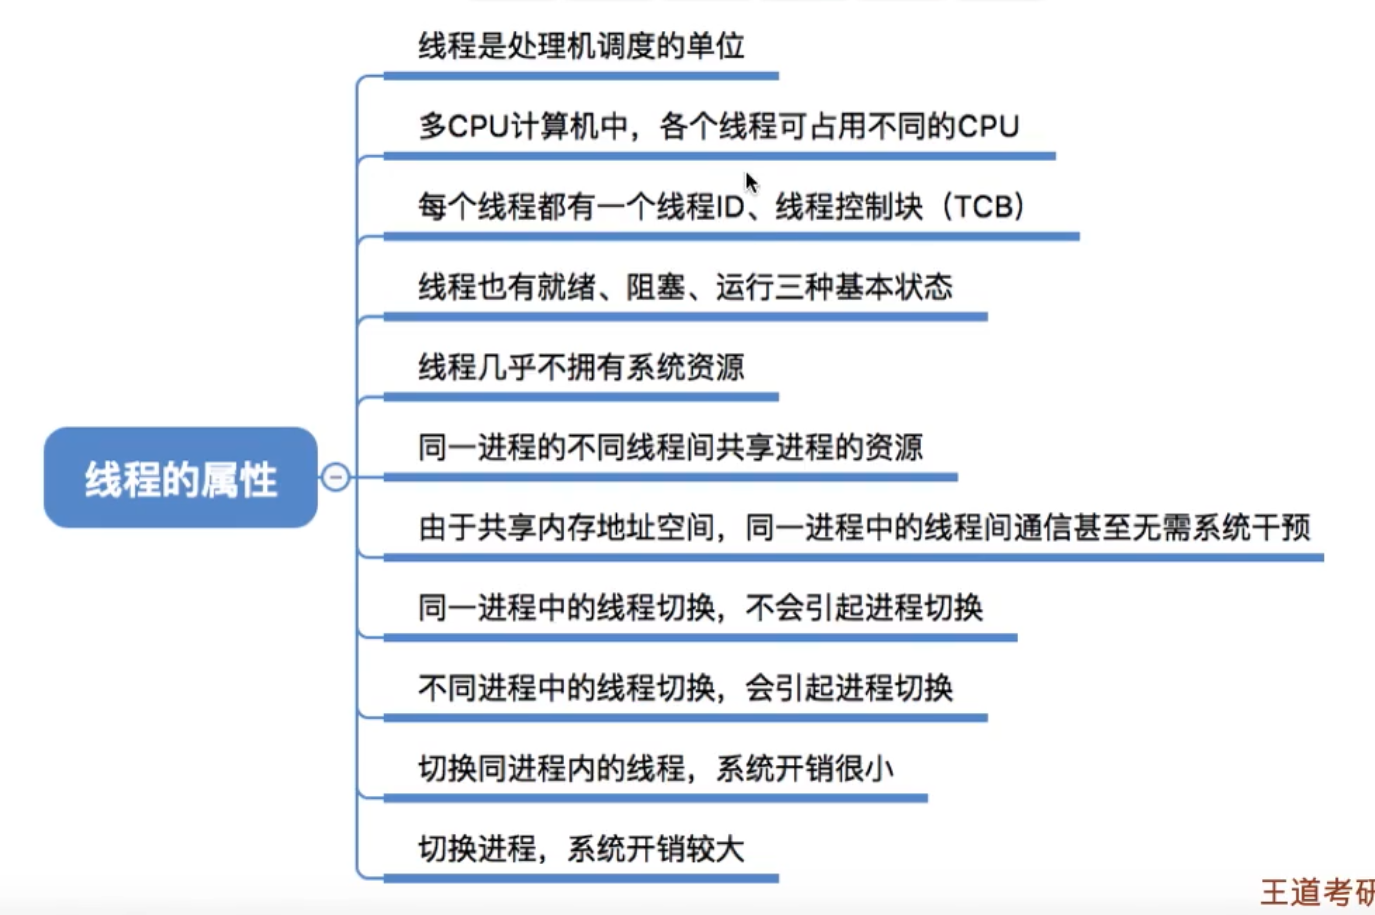 线程是处理机调度的单位
多CPU计算机中，各个线程可占用不同的CPU
每个线程都有一个线程ID、线程控制块（TCB）
线程也有就绪、阻塞、运行三种基本状态
线程几乎不拥有系统资源
同一进程的不同线程间共享进程的资源
线程的属性
由于共享内存地址空间，同一进程中的线程间通信甚至无需系统干预
同一进程中的线程切换，不会引起进程切换
不同进程中的线程切换，会引起进程切换
切换同进程内的线程，系统开销很小
切换进程，系统开销较大
王道考研